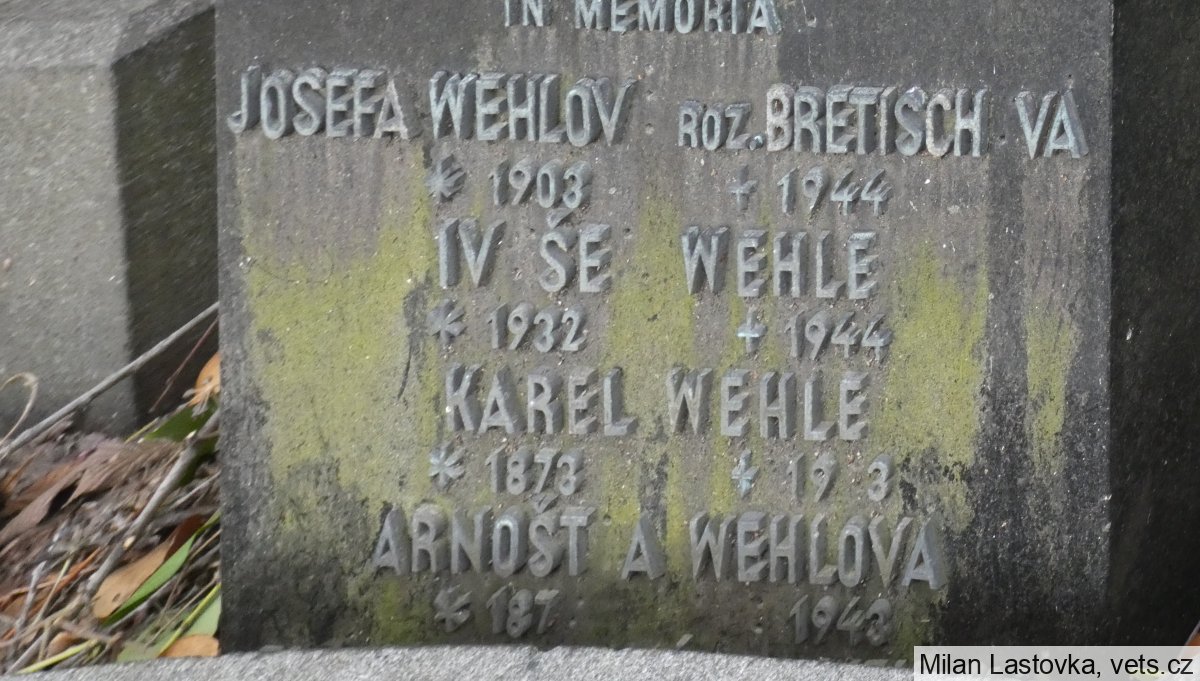 IN MEMORIA
JOSEFA WEHLOV ROZ. BRETISCH VA
* 1903 + 1944
IV ŠE WEHLE
* 1932 + 1944
KAREL WEHLE
* 1873 * 19 3
ARNOŠT A WEHLOVÁ
* 187 1943
Milan Lastovka, vets.cz